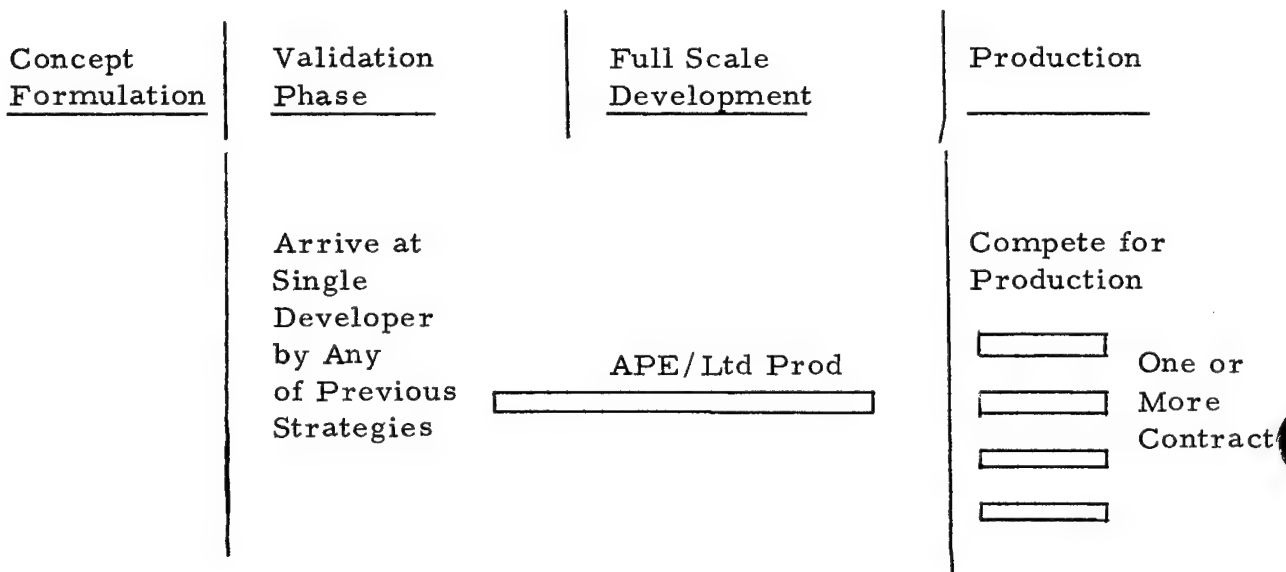 Concept
Formulation
Validation
Phase
Full Scale
Development
Production
Arrive at
Single
Developer
by Any
of Previous
Strategies
APE/Ltd Prod
Compete for
Production
One or
More
Contract